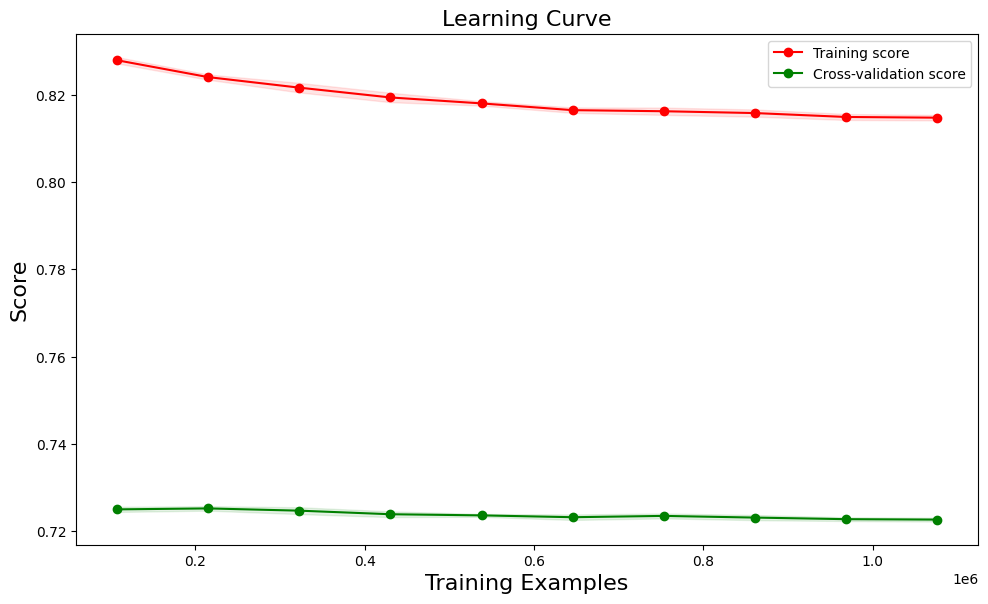 Learning Curve
Training score
Cross-validation score
Score
0.82
0.80
0.78
0.76
0.74
0.72
0.2
0.4
0.6
0.8
1.0
1e6
Training Examples